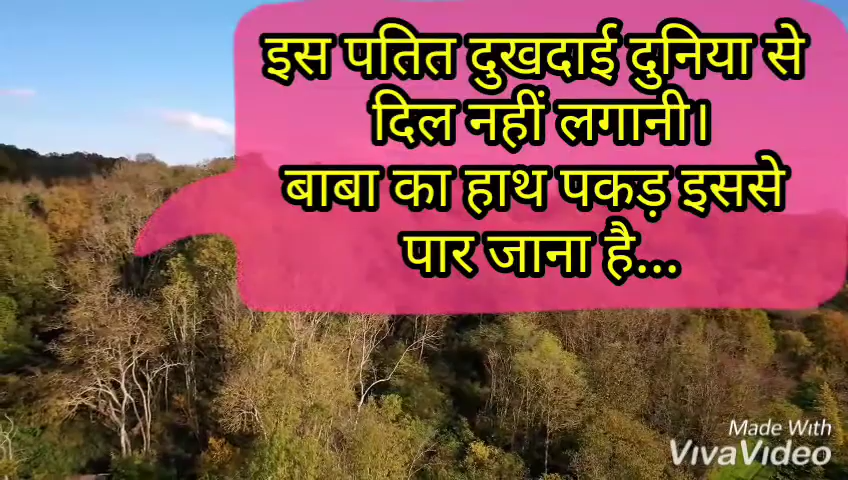 इस पतित दुखदाई दुनिया से
दिल नहीं लगानी।
बाबा का हाथ पकड़ इससे
पार जाना है...
Made With
VivaVideo